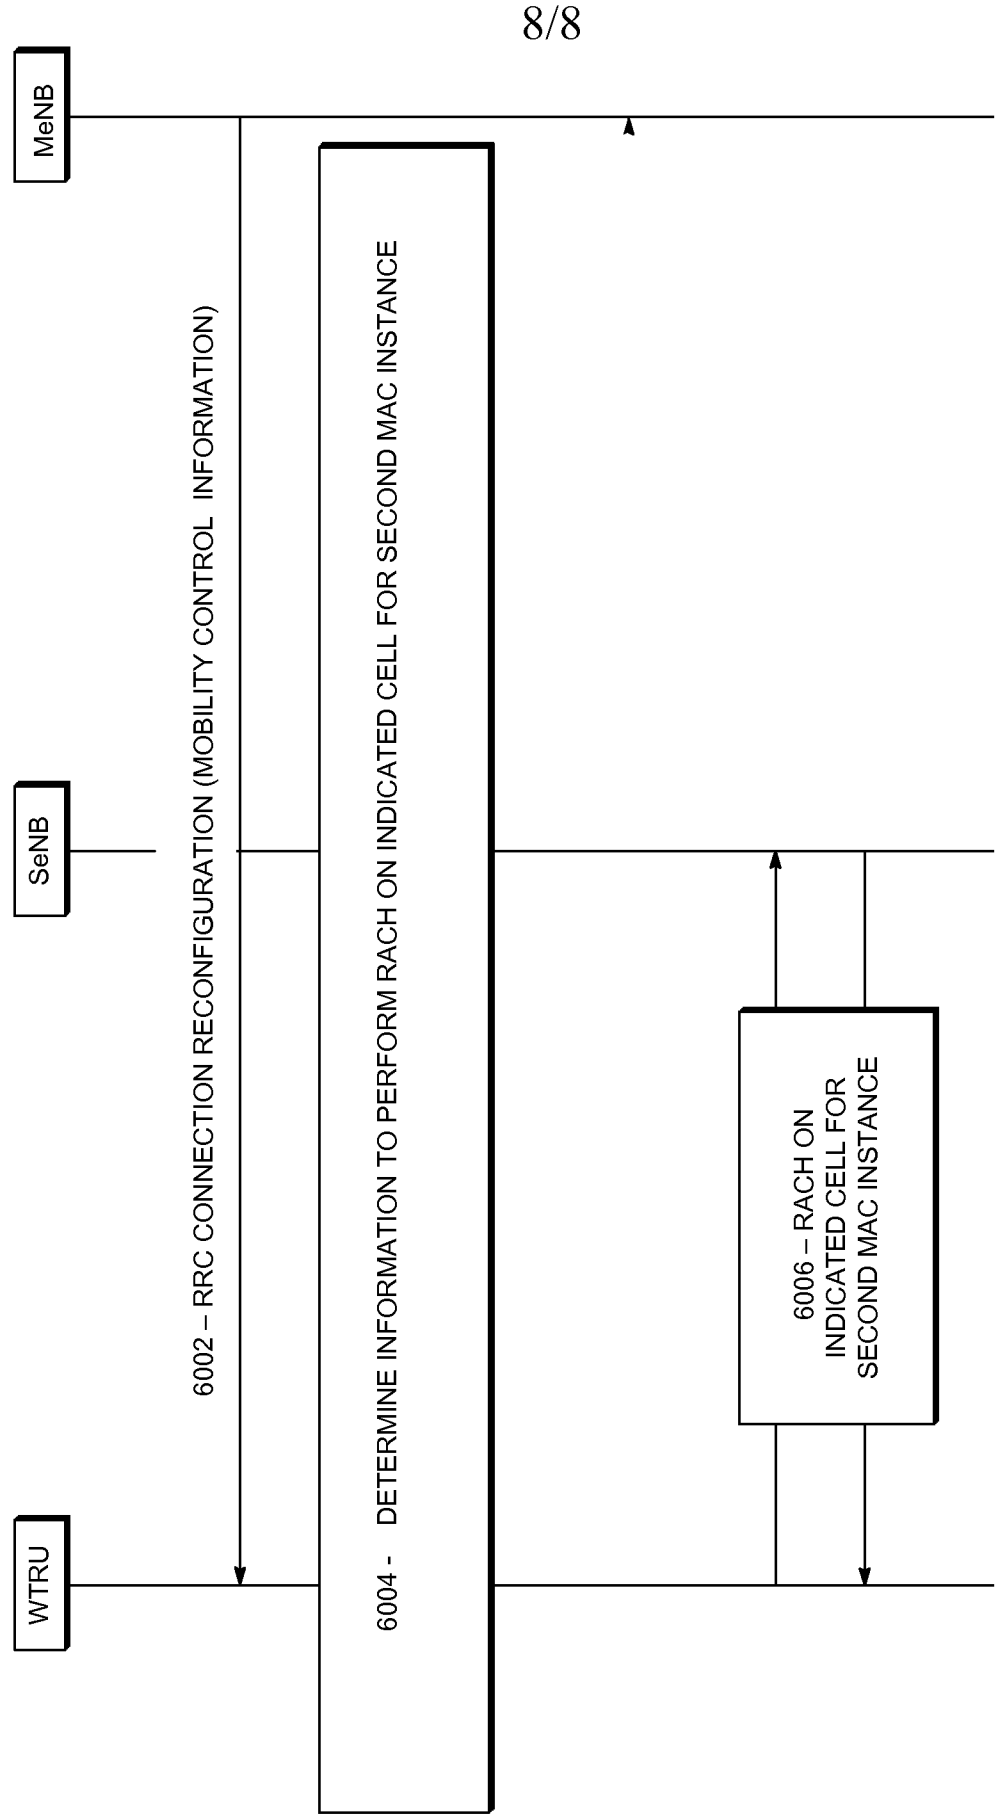 8/8
WTRU
SeNB
MeNB
6002 – RRC CONNECTION RECONFIGURATION (MOBILITY CONTROL INFORMATION)
6004 - DETERMINE INFORMATION TO PERFORM RACH ON INDICATED CELL FOR SECOND MAC INSTANCE
6006 – RACH ON
INDICATED CELL FOR
SECOND MAC INSTANCE